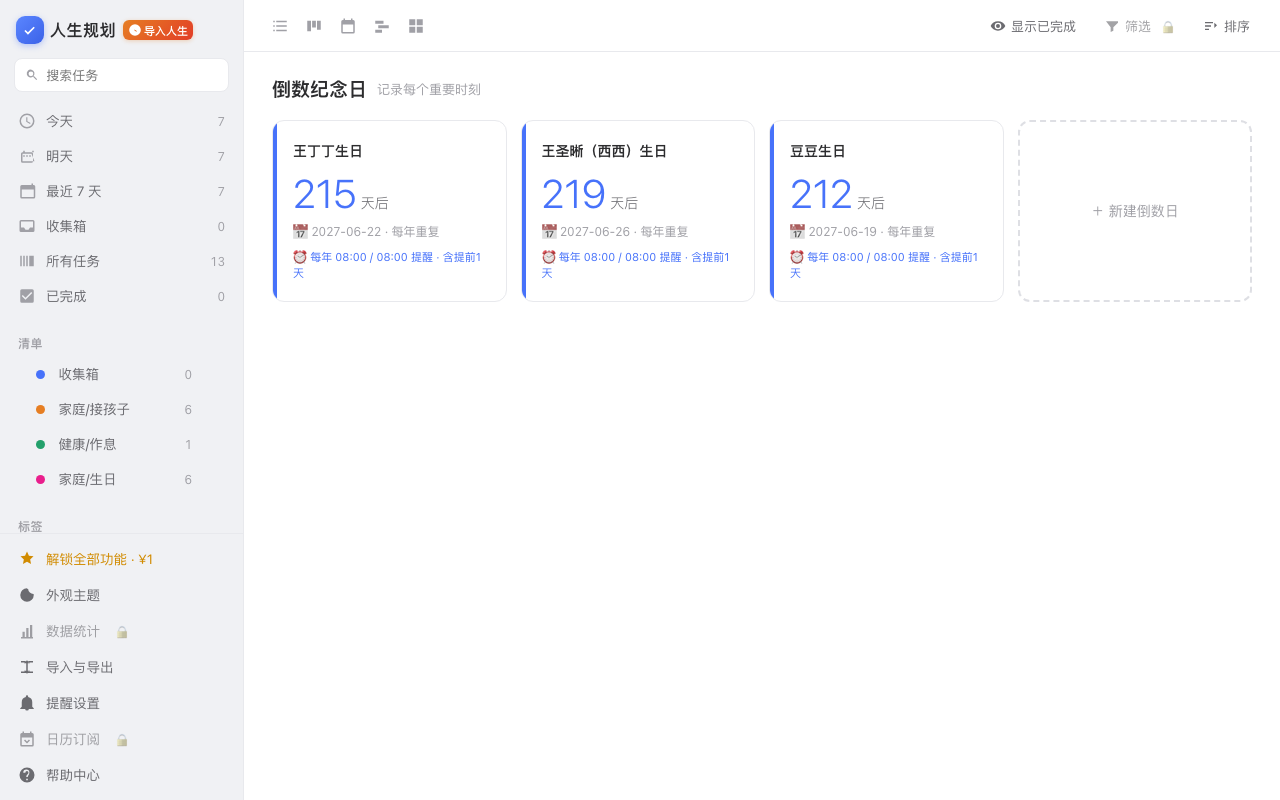 人生规划
导入人生
搜索任务
今天 7
明天 7
最近 7 天 7
收集箱 0
所有任务 13
已完成 0
清单
收集箱 0
家庭/接孩子 6
健康/作息 1
家庭/生日 6
标签
解锁全部功能 · ¥1
外观主题
数据统计
导入与导出
提醒设置
日历订阅
帮助中心
显示已完成
筛选
排序
倒数纪念日 记录每个重要时刻
王丁丁生日
215 天后
2027-06-22 · 每年重复
每年 08:00 / 08:00 提醒 · 含提前1
天
王圣晰（西西）生日
219 天后
2027-06-26 · 每年重复
每年 08:00 / 08:00 提醒 · 含提前1
天
豆豆生日
212 天后
2027-06-19 · 每年重复
每年 08:00 / 08:00 提醒 · 含提前1
天
+ 新建倒数日